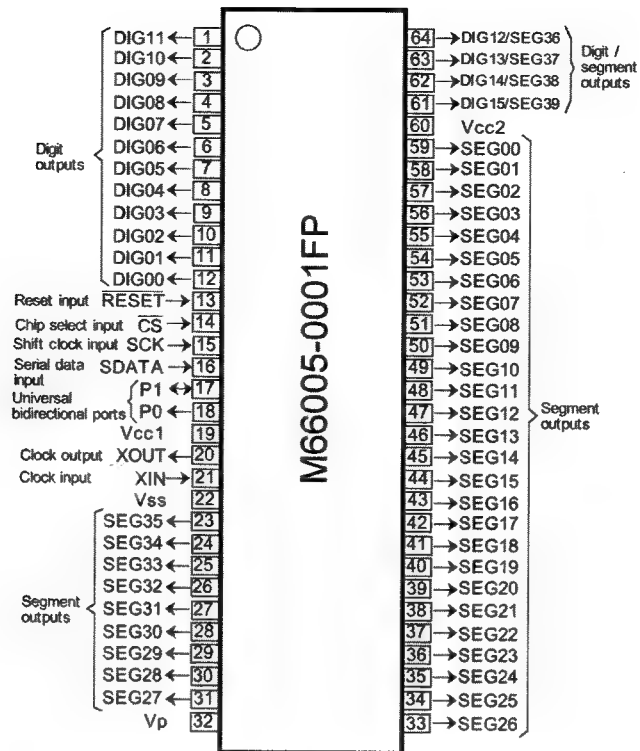 DIG11 1
DIG10 2
DIG09 3
DIG08 4
DIG07 5
DIG06 6
DIG05 7
DIG04 8
DIG03 9
DIG02 10
DIG01 11
DIG00 12
Digit
outputs
Reset input RESET 13
Chip select input CS 14
Shift clock input SCK 15
Serial data
input
SDATA 16
P1 17
Universal
bidirectional ports
P0 18
Vcc1 19
Clock output XOUT 20
Clock input XIN 21
Vss 22
SEG35 23
SEG34 24
SEG33 25
SEG32 26
SEG31 27
SEG30 28
SEG29 29
SEG28 30
SEG27 31
Segment
outputs
Vp 32
M66005-0001FP
64 DIG12/SEG36
63 DIG13/SEG37
62 DIG14/SEG38
61 DIG15/SEG39
Digit /
segment
outputs
60 Vcc2
59 SEG00
58 SEG01
57 SEG02
56 SEG03
55 SEG04
54 SEG05
53 SEG06
52 SEG07
51 SEG08
50 SEG09
49 SEG10
48 SEG11
47 SEG12
46 SEG13
45 SEG14
44 SEG15
43 SEG16
42 SEG17
41 SEG18
40 SEG19
39 SEG20
38 SEG21
37 SEG22
36 SEG23
35 SEG24
34 SEG25
33 SEG26
Segment
outputs